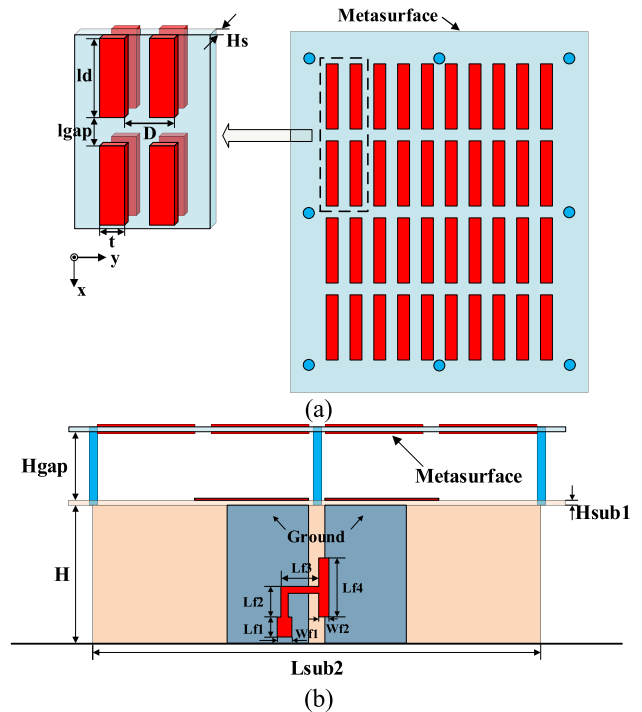 Metasurface
Hs
ld
lgap
D
t
y
x
(a)
Hgap
Metasurface
Hsub1
Ground
H
Lf3
Lf4
Lf2
Lf1
Wf1
Wf2
Lsub2
(b)